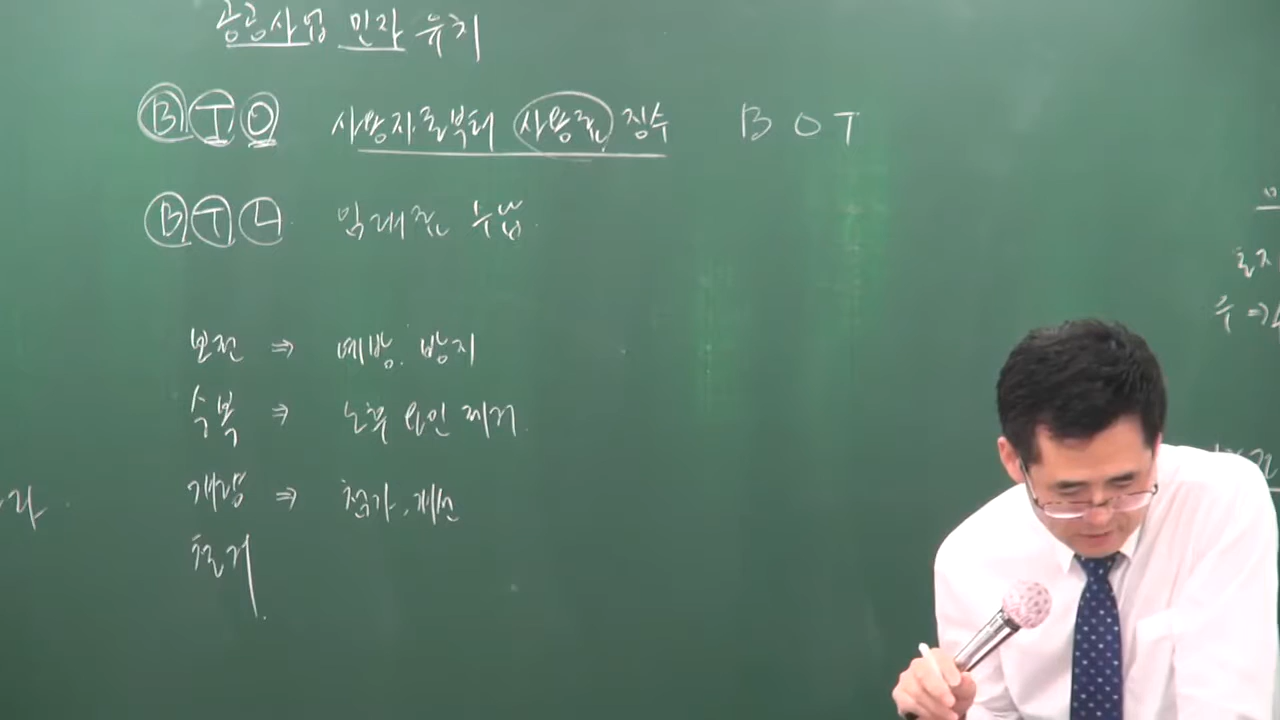 공공사업 민자 유치
BTO 사용자로부터 사용료 징수 BOT
BTL 임대료 수납
보전 ⇒ 예방. 방지
수복 ⇒ 노후 요인 제거
개량 ⇒ 첨가, 개선
철거